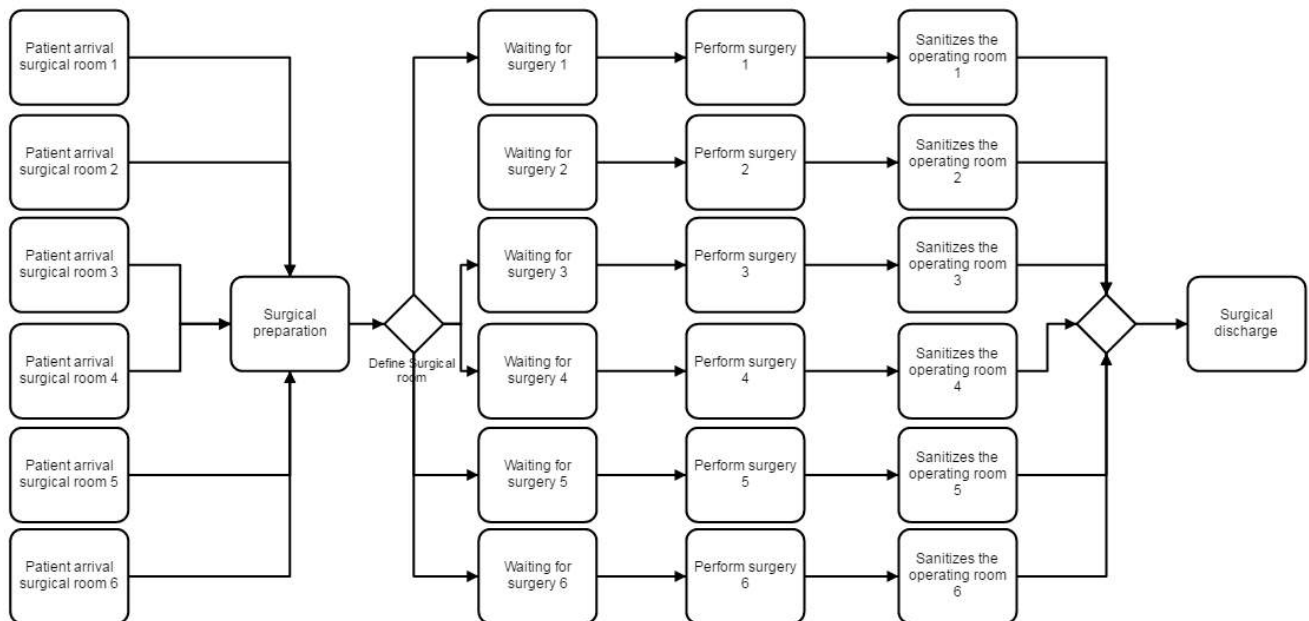 Patient arrival
surgical room 1
Waiting for
surgery 1
Perform surgery
1
Sanitizes the
operating room
1
Patient arrival
surgical room 2
Waiting for
surgery 2
Perform surgery
2
Sanitizes the
operating room
2
Patient arrival
surgical room 3
Waiting for
surgery 3
Perform surgery
3
Sanitizes the
operating room
3
Surgical
preparation
Define Surgical
room
Surgical
discharge
Patient arrival
surgical room 4
Waiting for
surgery 4
Perform surgery
4
Sanitizes the
operating room
4
Patient arrival
surgical room 5
Waiting for
surgery 5
Perform surgery
5
Sanitizes the
operating room
5
Patient arrival
surgical room 6
Waiting for
surgery 6
Perform surgery
6
Sanitizes the
operating room
6